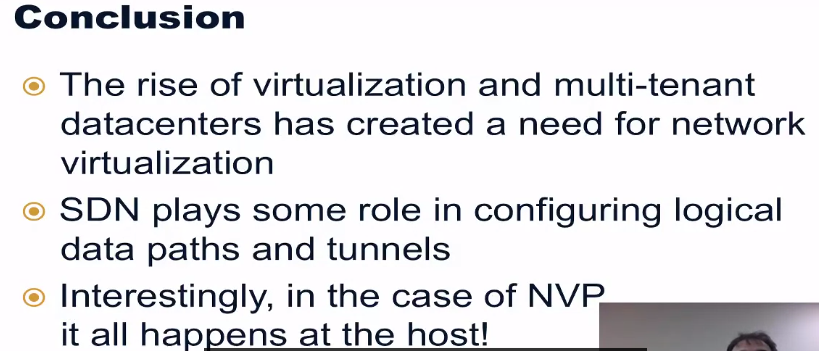 Conclusion
The rise of virtualization and multi-tenant
datacenters has created a need for network
virtualization
SDN plays some role in configuring logical
data paths and tunnels
Interestingly, in the case of NVP
it all happens at the host!